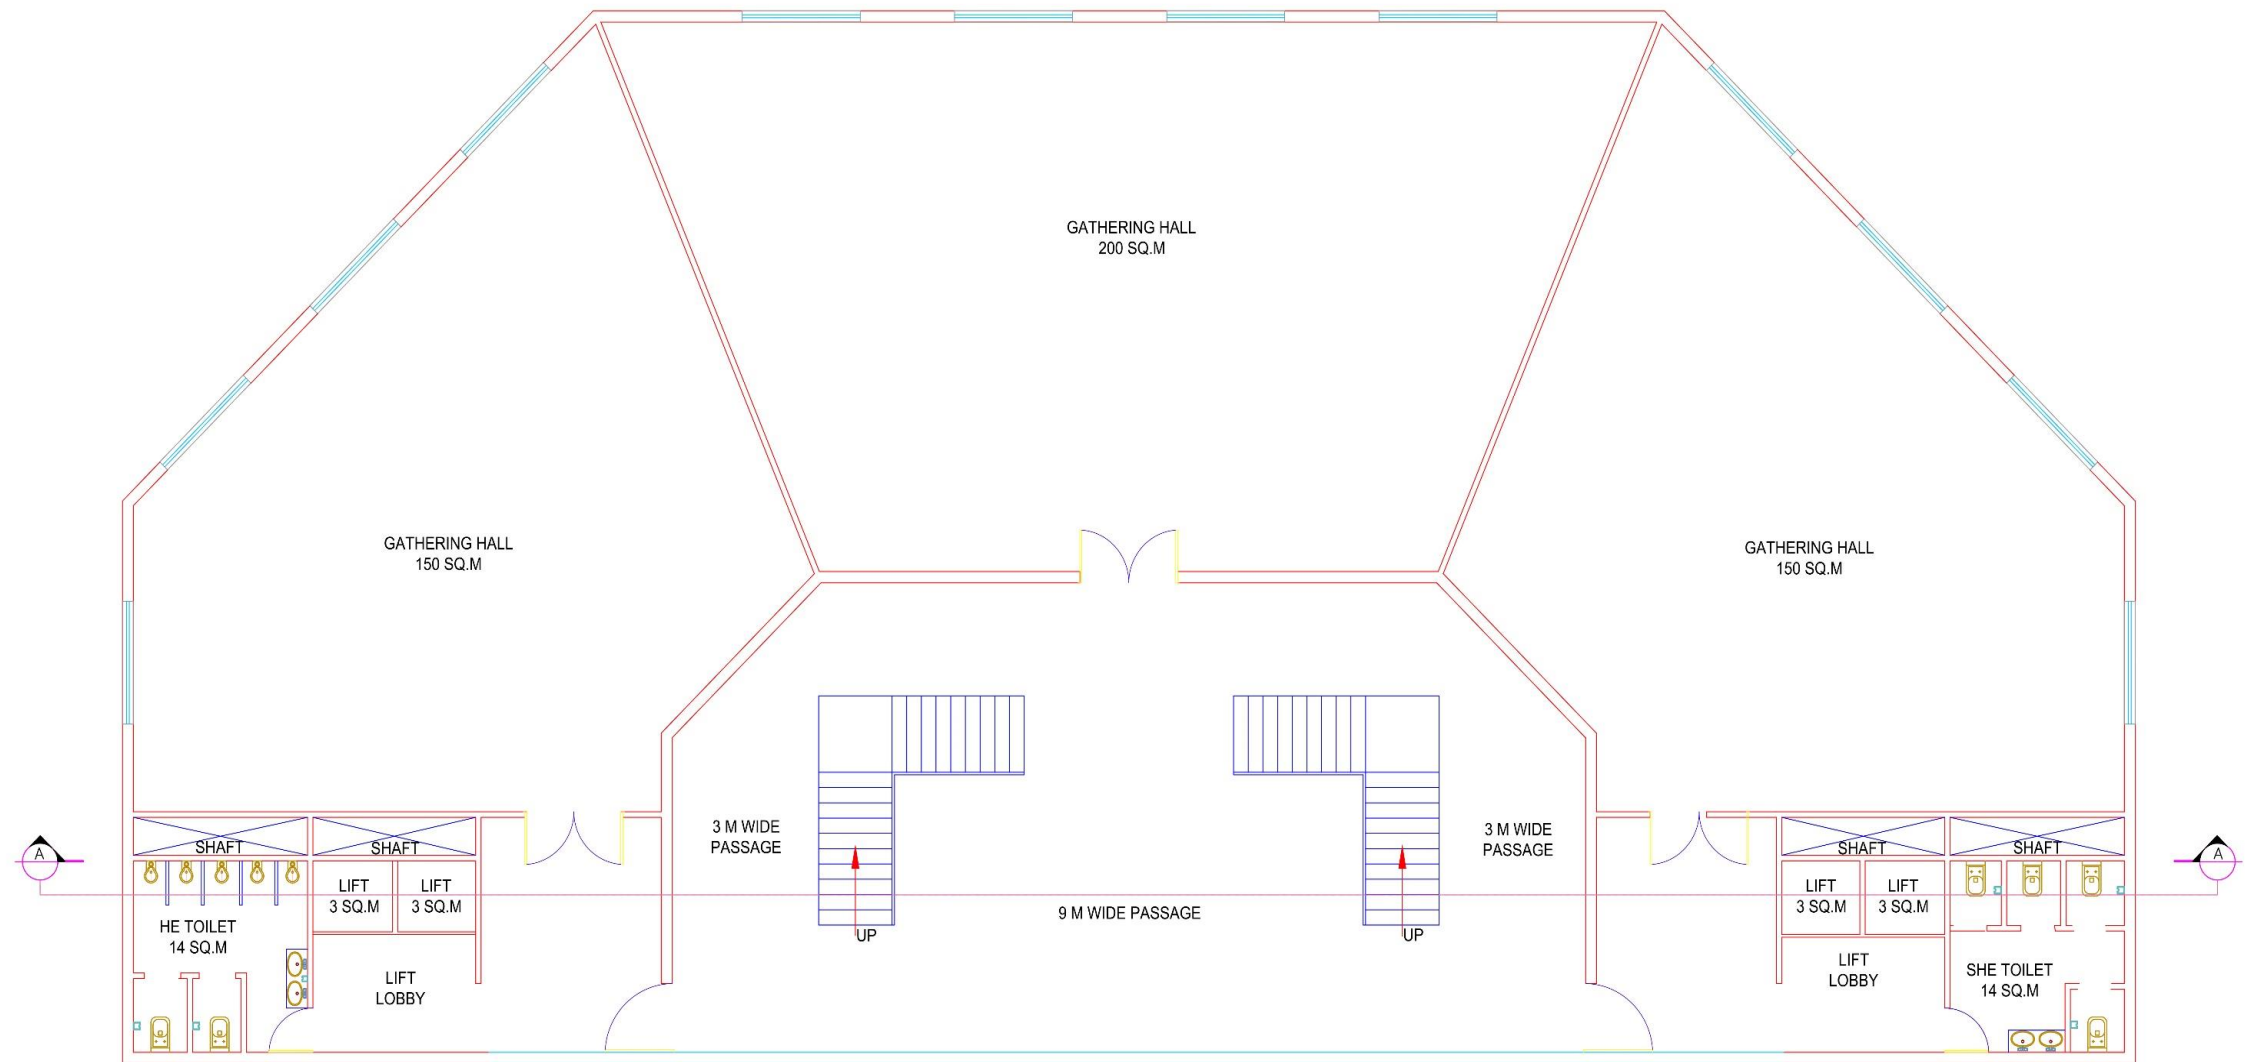 GATHERING HALL
200 SQ.M
GATHERING HALL
150 SQ.M
GATHERING HALL
150 SQ.M
3 M WIDE
PASSAGE
3 M WIDE
PASSAGE
SHAFT
SHAFT
SHAFT
SHAFT
A
A
LIFT
3 SQ.M
LIFT
3 SQ.M
LIFT
3 SQ.M
LIFT
3 SQ.M
9 M WIDE PASSAGE
HE TOILET
14 SQ.M
UP
UP
LIFT
LOBBY
LIFT
LOBBY
SHE TOILET
14 SQ.M